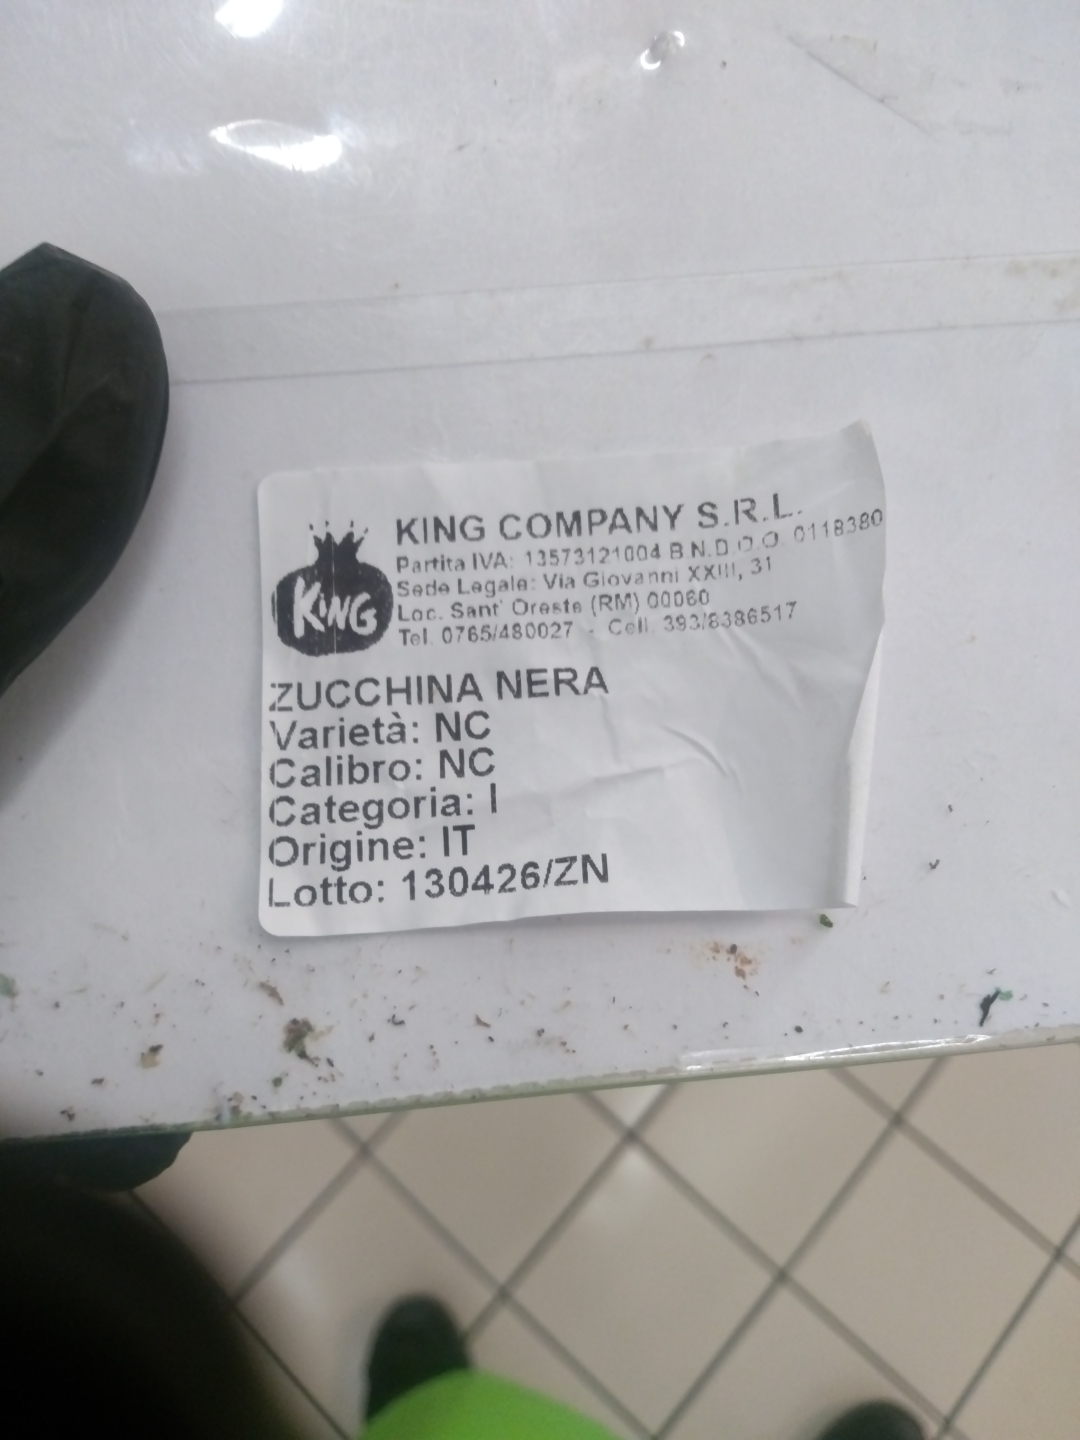 KING
KING COMPANY S.R.L.
Partita IVA: 13573121004 B.N.D.O.O. 0118380
Sede Legale: Via Giovanni XXIII, 31
Loc. Sant' Oreste (RM) 00060
Tel. 0765/480027 - Cell. 393/8386517
ZUCCHINA NERA
Varietà: NC
Calibro: NC
Categoria: I
Origine: IT
Lotto: 130426/ZN